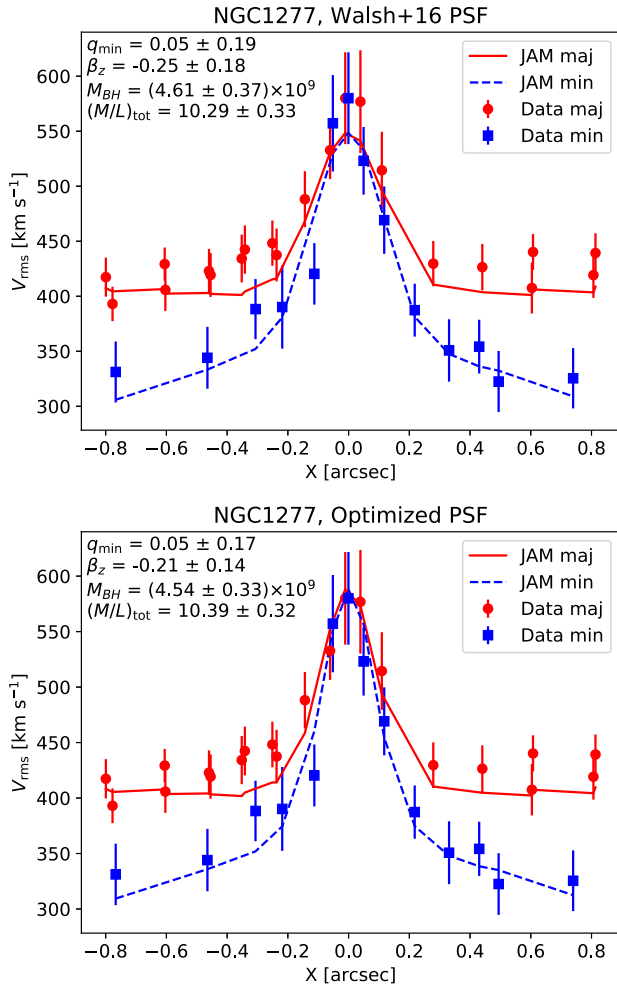 NGC1277, Walsh+16 PSF
q_min = 0.05 ± 0.19
β_z = -0.25 ± 0.18
M_BH = (4.61 ± 0.37)×10⁹
(M/L)_tot = 10.29 ± 0.33
JAM maj
JAM min
Data maj
Data min
600
550
500
450
400
350
300
V_rms [km s⁻¹]
−0.8 −0.6 −0.4 −0.2 0.0 0.2 0.4 0.6 0.8
X [arcsec]
NGC1277, Optimized PSF
q_min = 0.05 ± 0.17
β_z = -0.21 ± 0.14
M_BH = (4.54 ± 0.33)×10⁹
(M/L)_tot = 10.39 ± 0.32
JAM maj
JAM min
Data maj
Data min
600
550
500
450
400
350
300
V_rms [km s⁻¹]
−0.8 −0.6 −0.4 −0.2 0.0 0.2 0.4 0.6 0.8
X [arcsec]